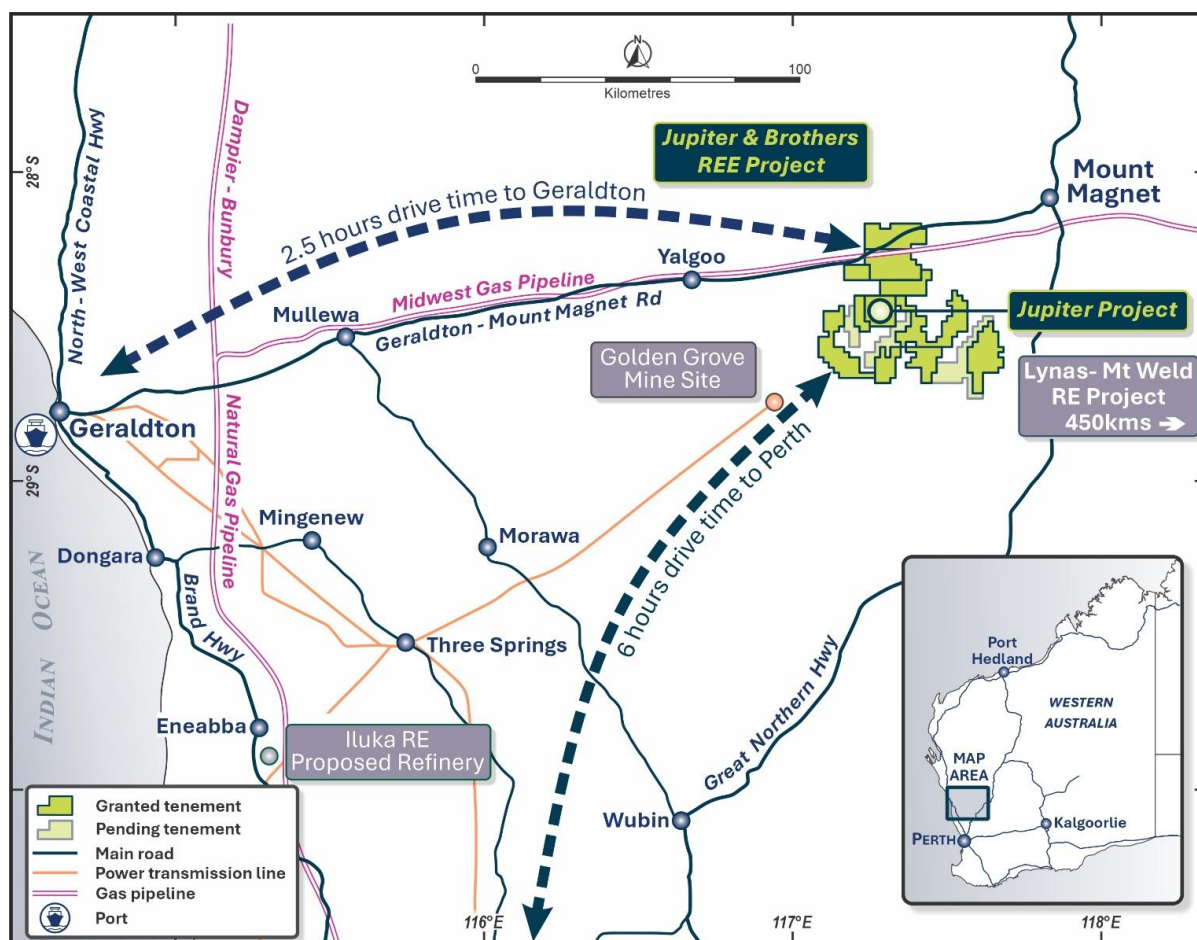 N
0
100
Kilometres
North - West Coastal Hwy
Dampier - Bunbury
Natural Gas Pipeline
28°S
29°S
Jupiter & Brothers
REE Project
Mount
Magnet
2.5 hours drive time to Geraldton
Yalgoo
Midwest Gas Pipeline
Mullewa
Geraldton - Mount Magnet Rd
Jupiter Project
Golden Grove
Mine Site
Lynas- Mt Weld
RE Project
450kms
Geraldton
6 hours drive time to Perth
Mingenew
Morawa
Dongara
Brand Hwy
INDIAN OCEAN
Three Springs
Great Northern Hwy
Eneabba
Iluka RE
Proposed Refinery
Wubin
Port
Hedland
WESTERN
AUSTRALIA
MAP
AREA
Kalgoorlie
PERTH
Granted tenement
Pending tenement
Main road
Power transmission line
Gas pipeline
Port
116°E
117°E
118°E